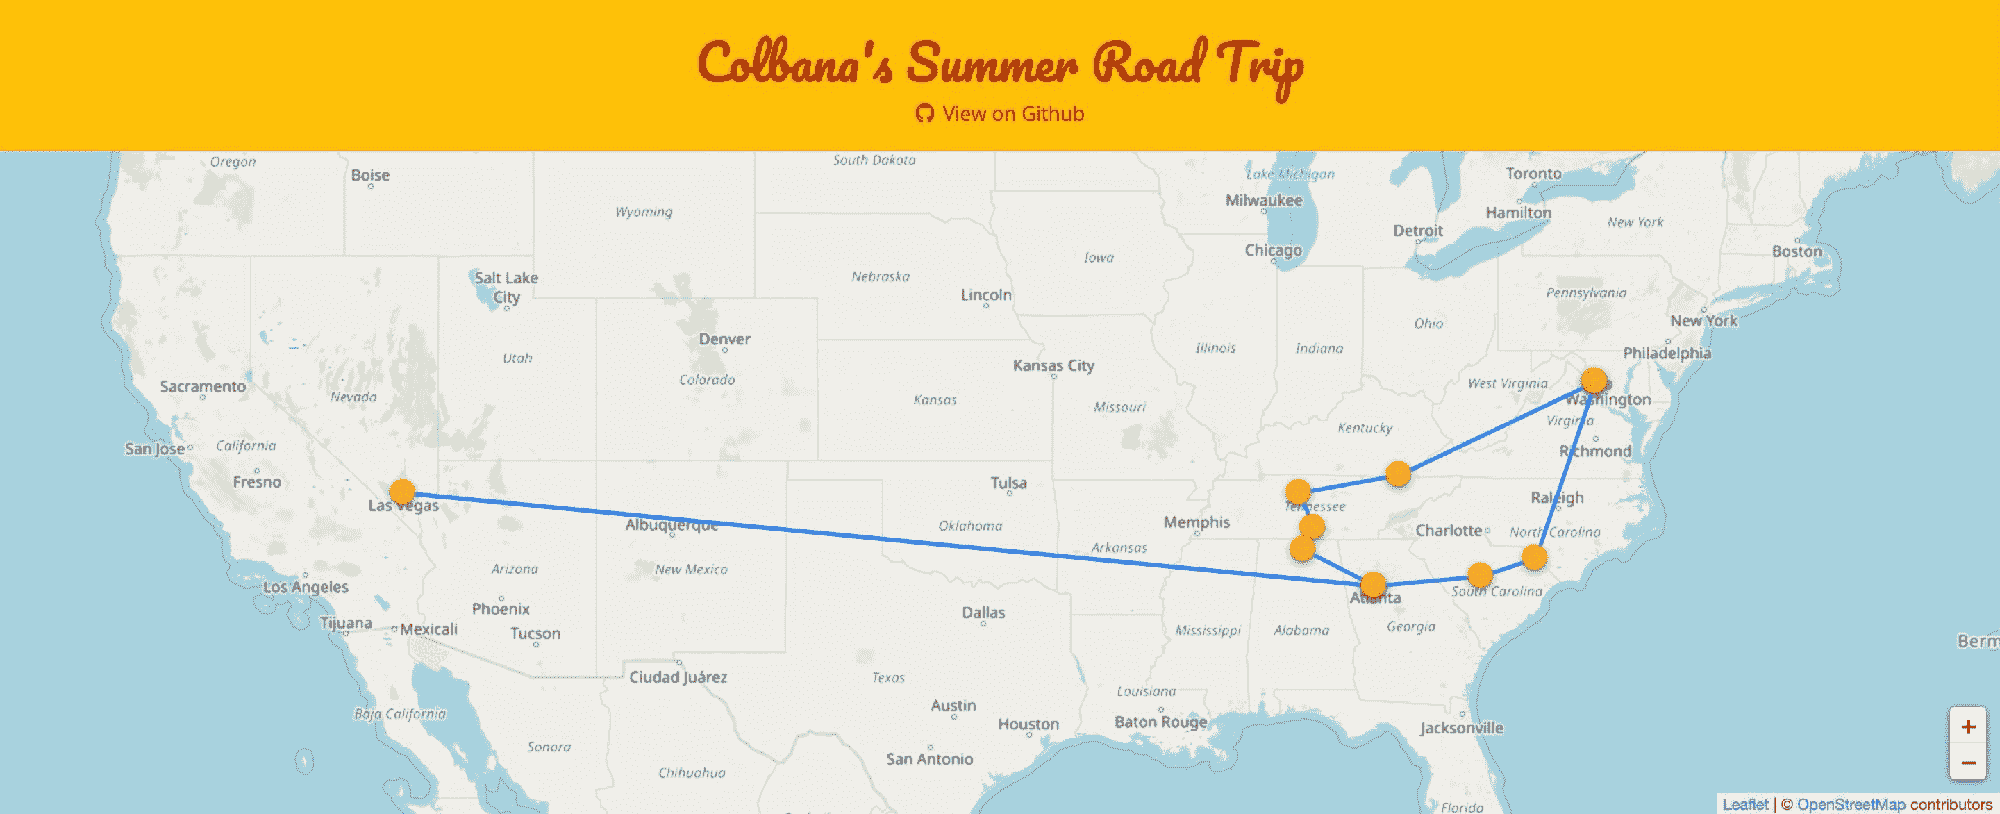 Colbana's Summer Road Trip
View on Github
South Dakota
Oregon
Boise
Lake Michigan
Toronto
Milwaukee
Wyoming
Hamilton
New York
Detroit
Chicago
Boston
Iowa
Salt Lake
City
Nebraska
Lincoln
Pennsylvania
New York
Ohio
Denver
Illinois
Indiana
Philadelphia
Utah
Kansas City
Colorado
Sacramento
West Virginia
Nevada
Kansas
Missouri
Washington
Virginia
Kentucky
San Jose
California
Richmond
Fresno
Tulsa
Las Vegas
Raleigh
Tennessee
Albuquerque
Oklahoma
Memphis
Charlotte
North Carolina
Arkansas
Arizona
New Mexico
Los Angeles
South Carolina
Atlanta
Phoenix
Dallas
Tijuana
Mexicali
Tucson
Mississippi
Alabama
Georgia
Berm
Ciudad Juárez
Texas
Louisiana
Austin
Baja California
Houston
Baton Rouge
Jacksonville
+
Sonora
San Antonio
−
Chihuahua
Florida
Leaflet | © OpenStreetMap contributors